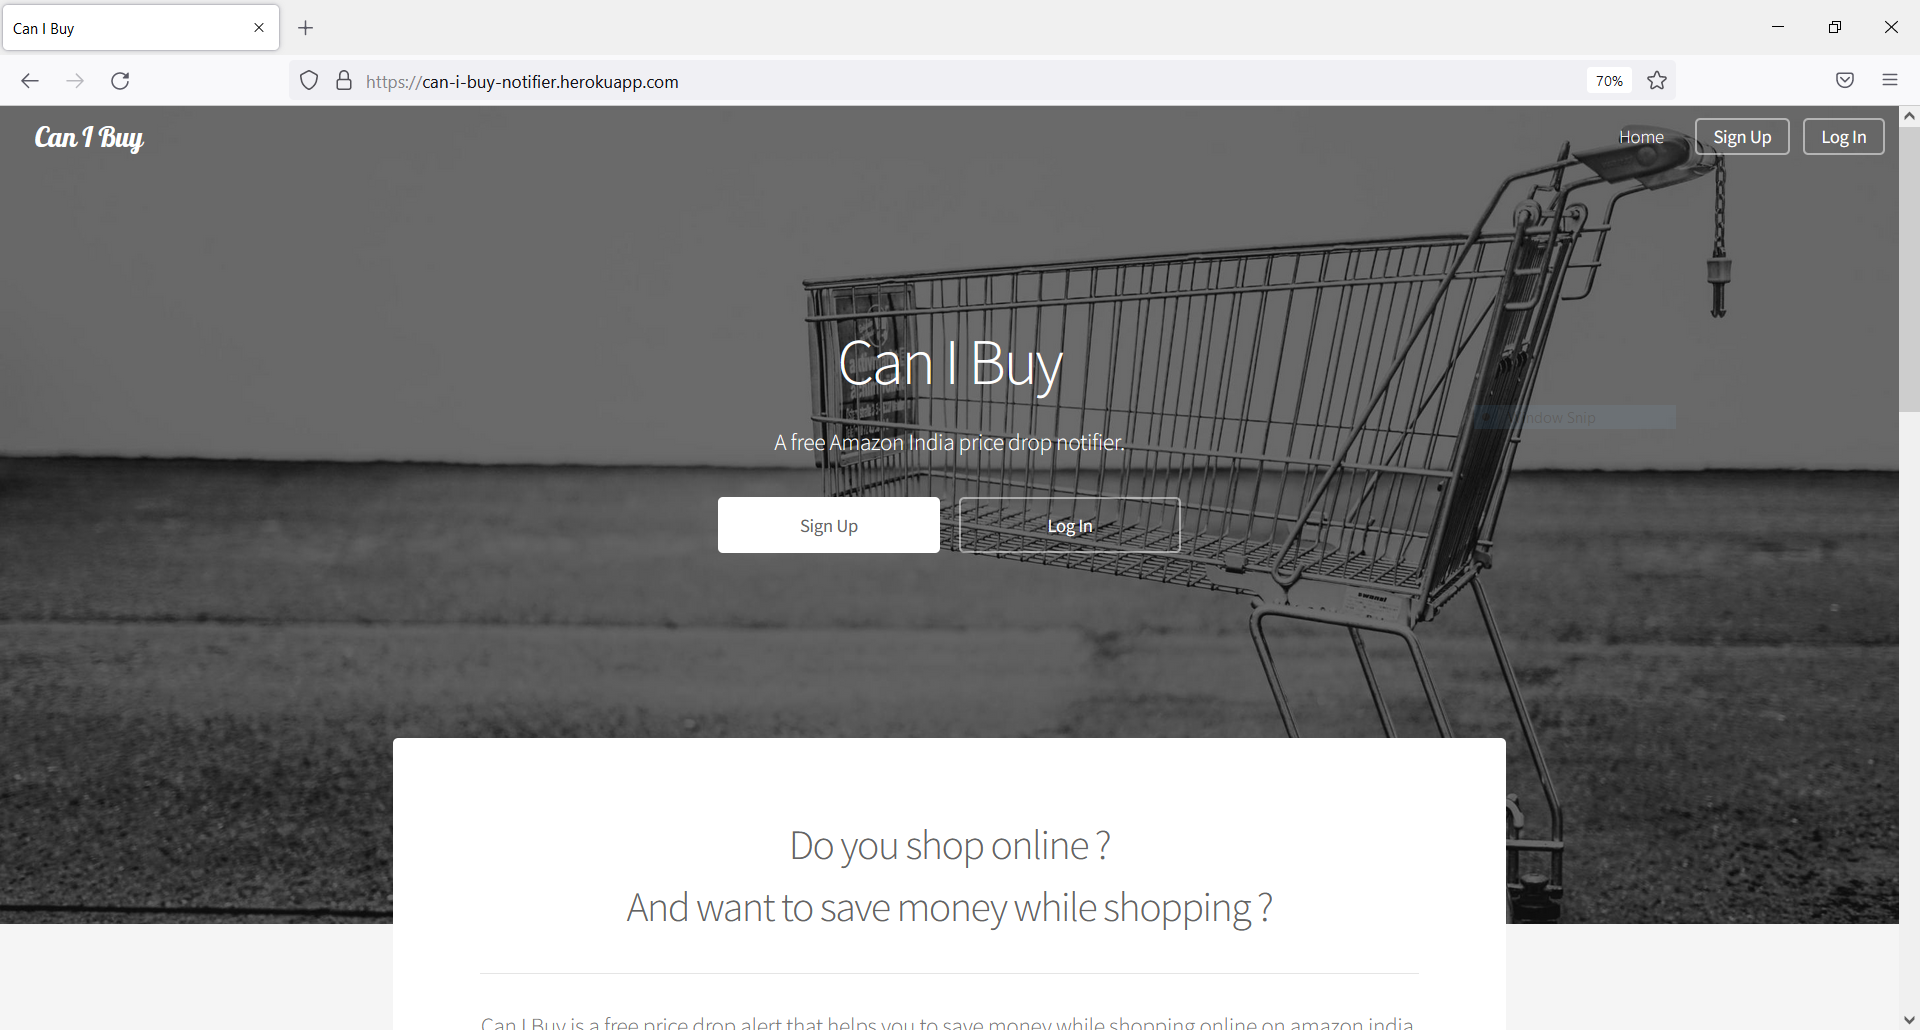 Can I Buy
https://can-i-buy-notifier.herokuapp.com
70%
Can I Buy
Home
Sign Up
Log In
Can I Buy
A free Amazon India price drop notifier.
Window Snip
Sign Up
Log In
Do you shop online ?
And want to save money while shopping ?
Can I Buy is a free price drop alert that helps you to save money while shopping online on amazon india.